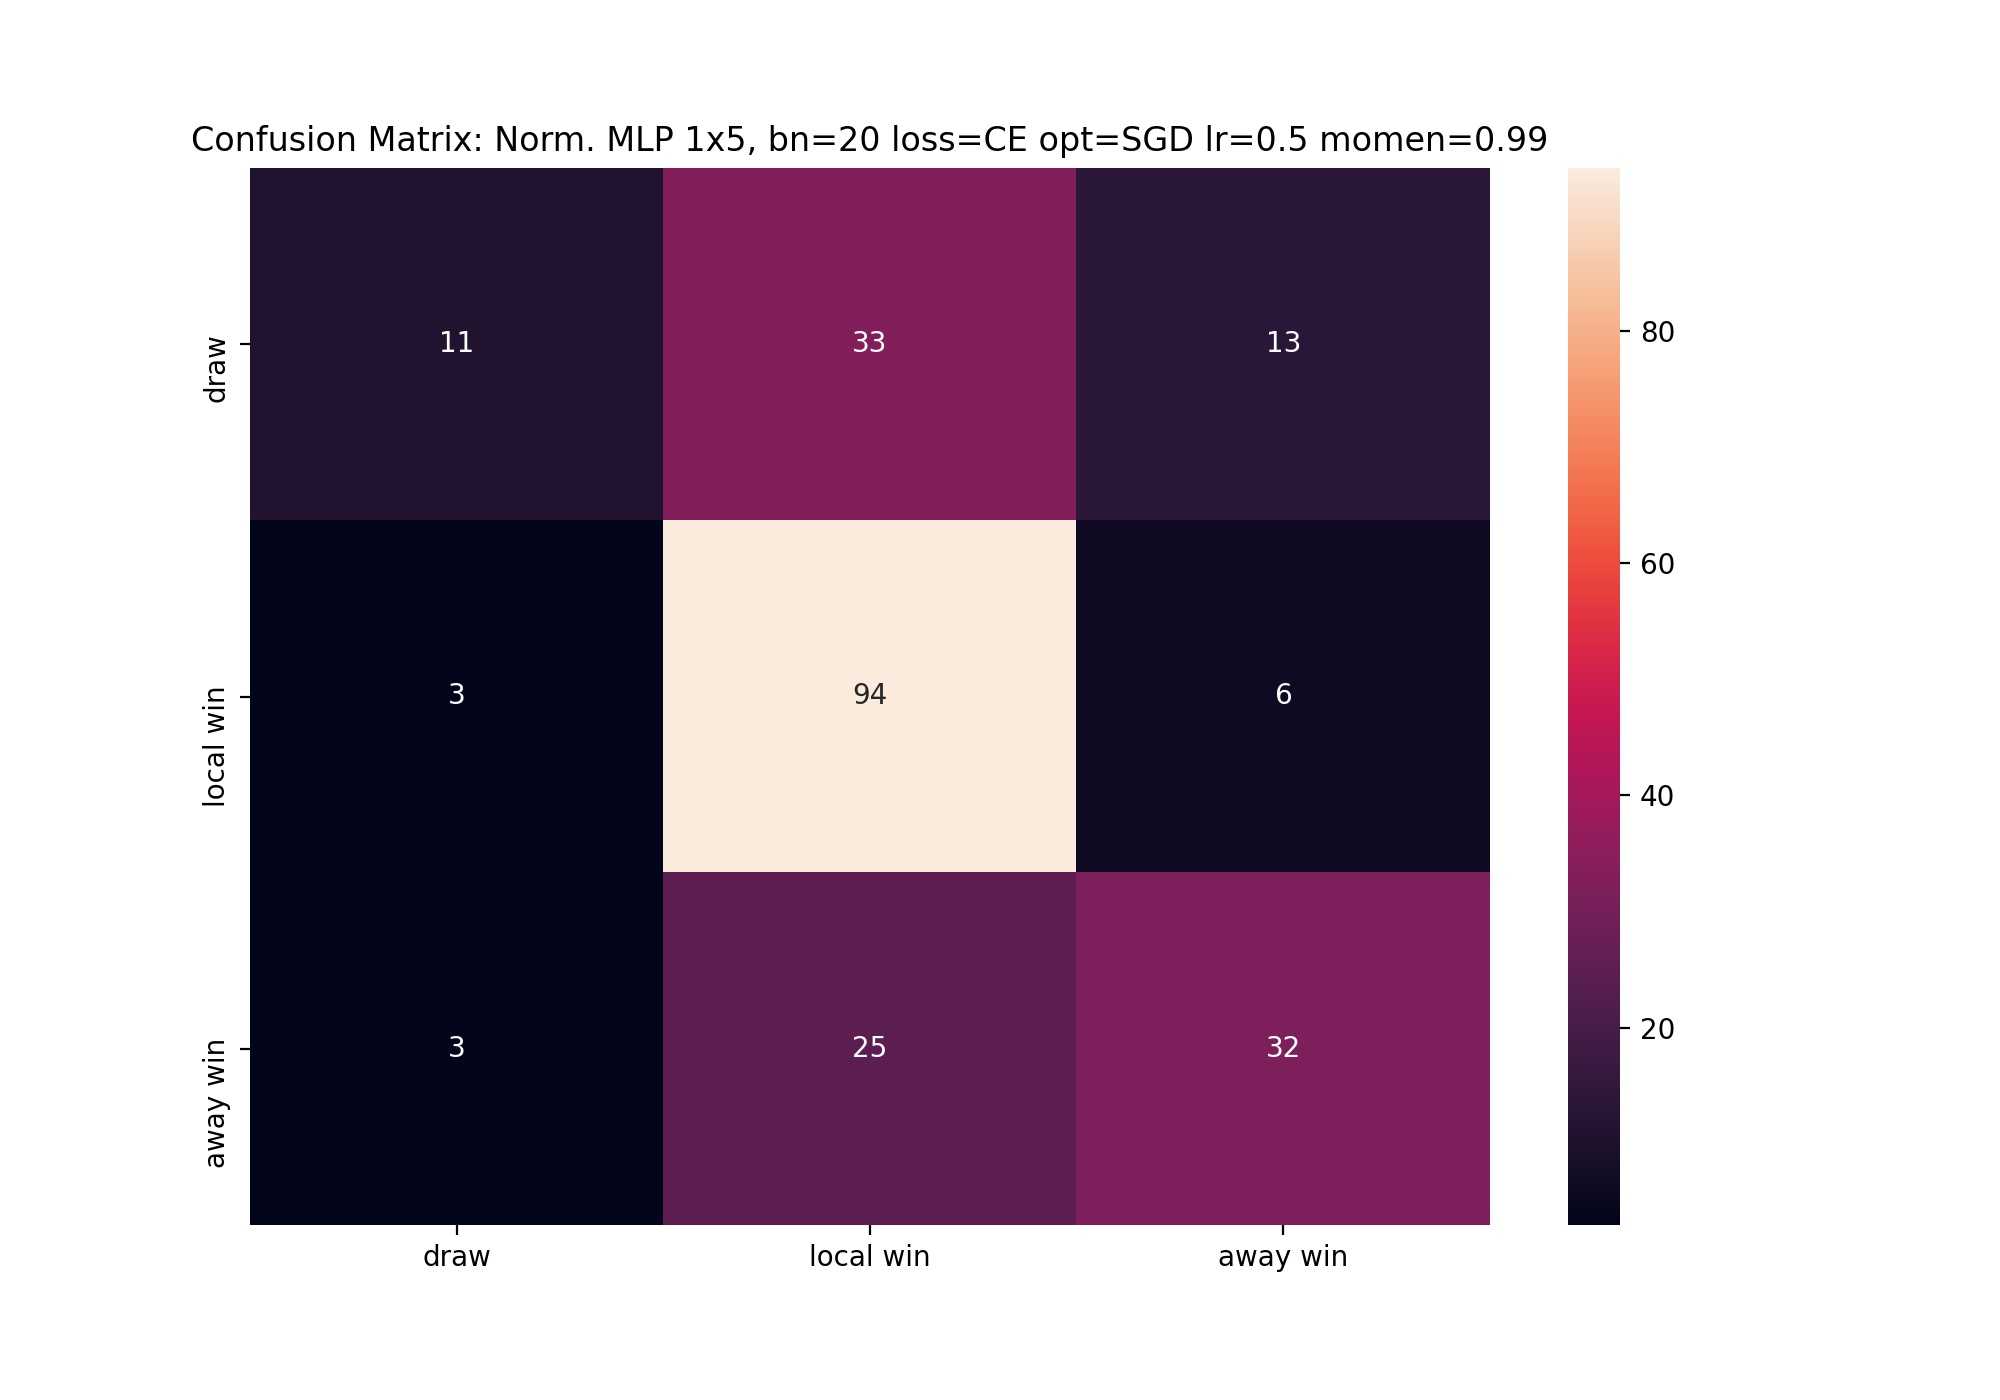 Confusion Matrix: Norm. MLP 1x5, bn=20 loss=CE opt=SGD lr=0.5 momen=0.99
draw
11
33
13
local win
3
94
6
away win
3
25
32
draw
local win
away win
80
60
40
20